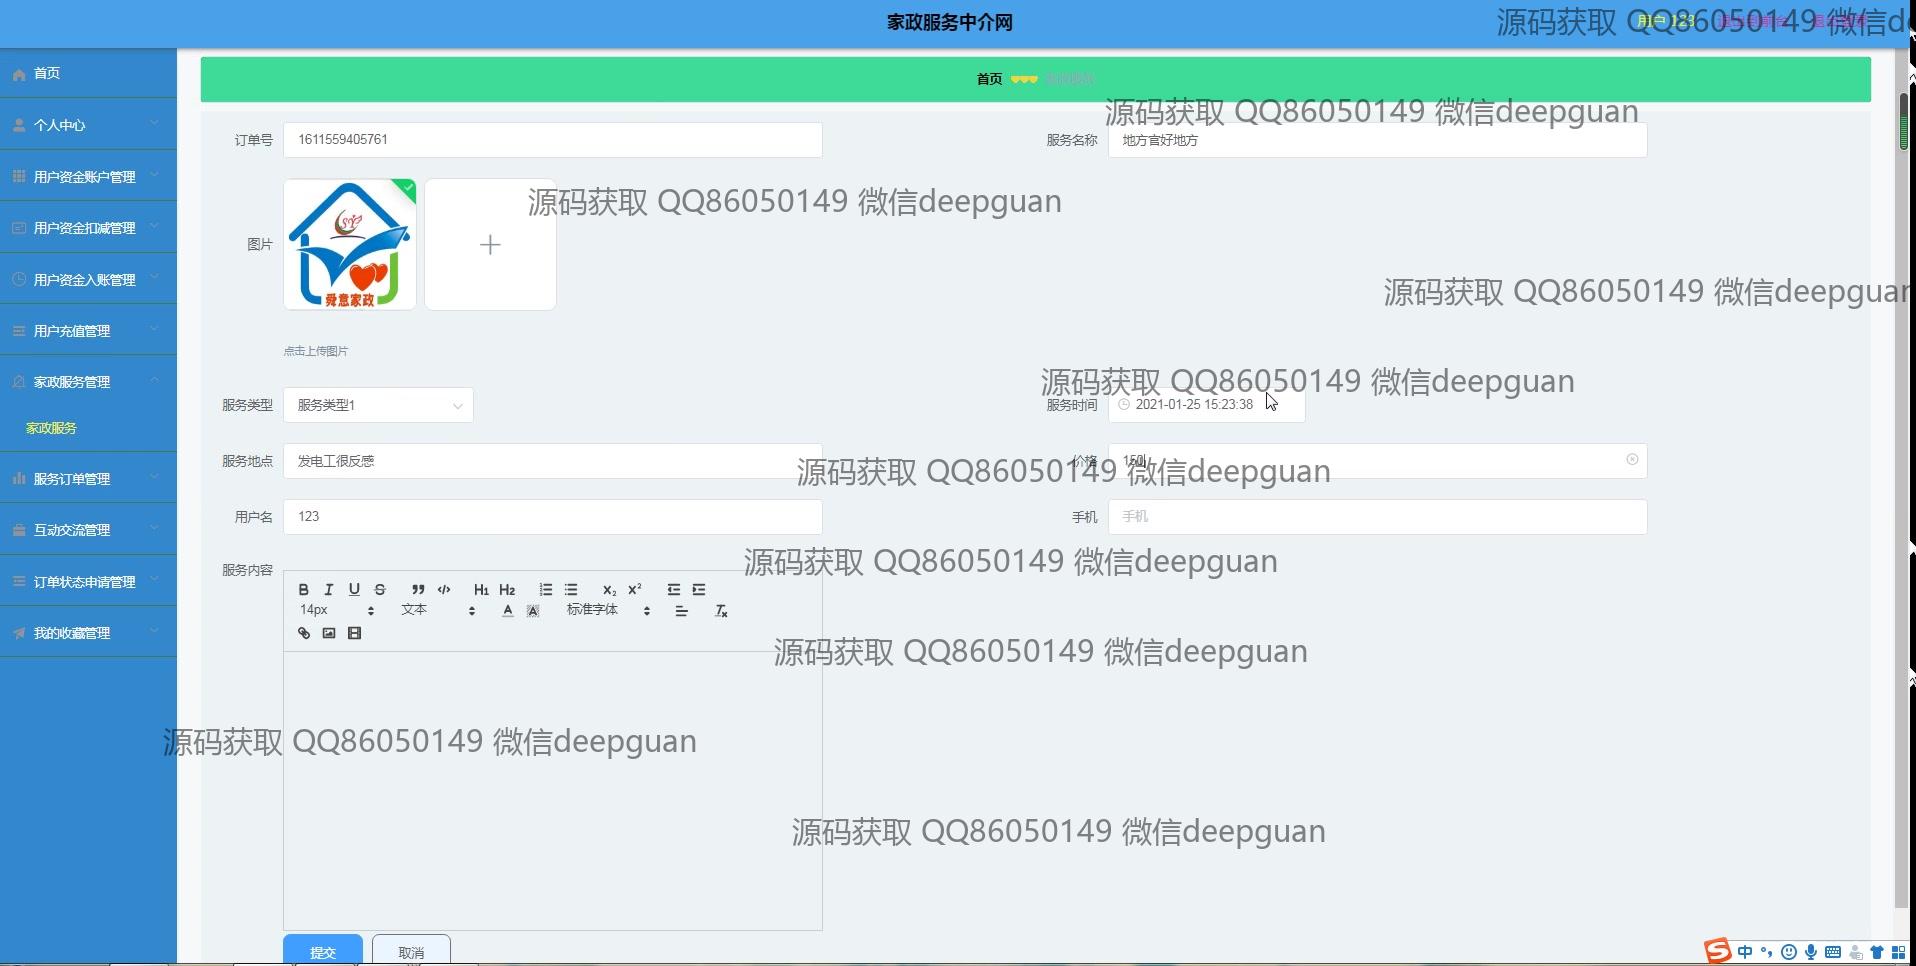 家政服务中介网
用户 123
源码获取 QQ86050149 微信de
首页
首页
源码获取 QQ86050149 微信deepguan
个人中心
订单号
1611559405761
服务名称
地方官好地方
用户资金账户管理
源码获取 QQ86050149 微信deepguan
用户资金扣减管理
图片
舜意家政
用户资金入账管理
源码获取 QQ86050149 微信deepguan
用户充值管理
点击上传图片
家政服务管理
源码获取 QQ86050149 微信deepguan
服务类型
服务类型1
服务时间
2021-01-25 15:23:38
家政服务
服务地点
发电工很反感
价格
源码获取 QQ86050149 微信deepguan
服务订单管理
用户名
123
手机
手机
互动交流管理
源码获取 QQ86050149 微信deepguan
服务内容
订单状态申请管理
B I U S H1 H2 X2 X2
14px
文本
A
A
标准字体
Tx
我的收藏管理
源码获取 QQ86050149 微信deepguan
源码获取 QQ86050149 微信deepguan
源码获取 QQ86050149 微信deepguan
提交
取消
中